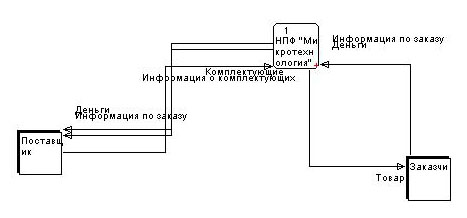 1
НПФ "Ми
кротехн
ология"
Информация по заказу
Деньги
Комплектующие
Информация о комплектующих
Деньги
Информация по заказу
Поставщ
ик
Товар
Заказчи